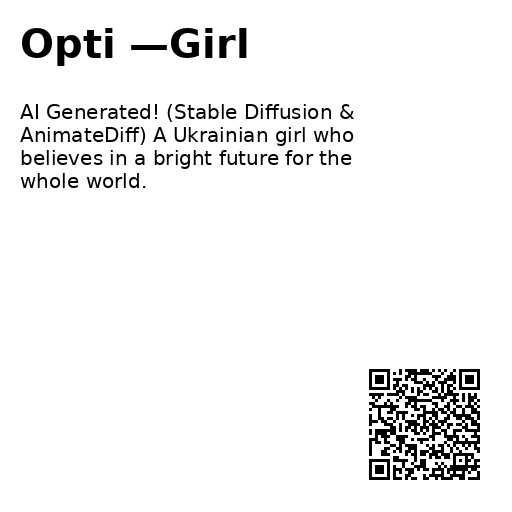 Opti —Girl
AI Generated! (Stable Diffusion &
AnimateDiff) A Ukrainian girl who
believes in a bright future for the
whole world.